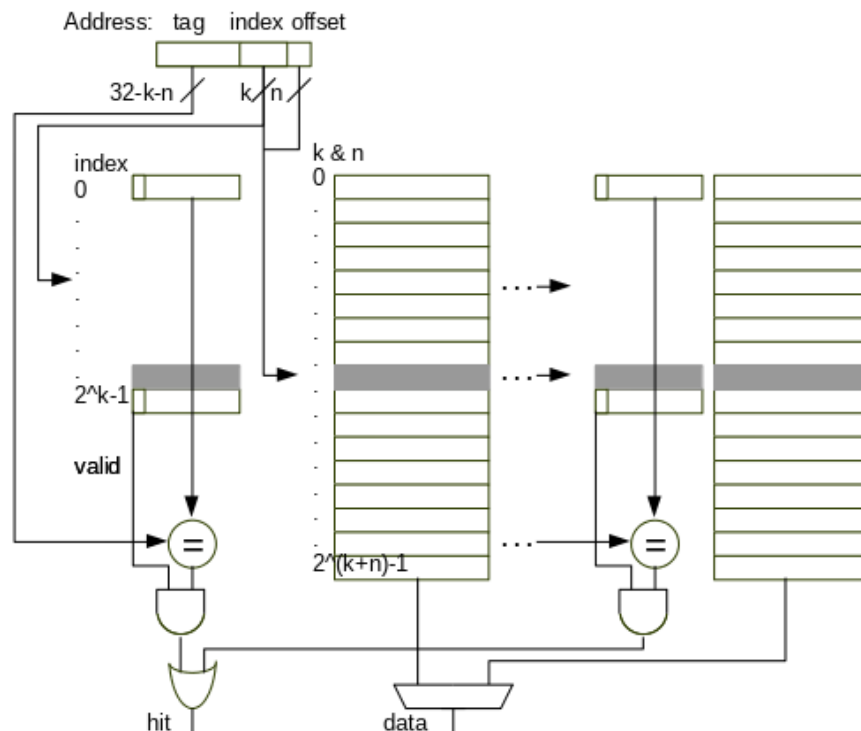 Address: tag index offset
32-k-n k n
index
0
k & n
0
...
...
2^k-1
valid
= =
...
2^(k+n)-1
hit data